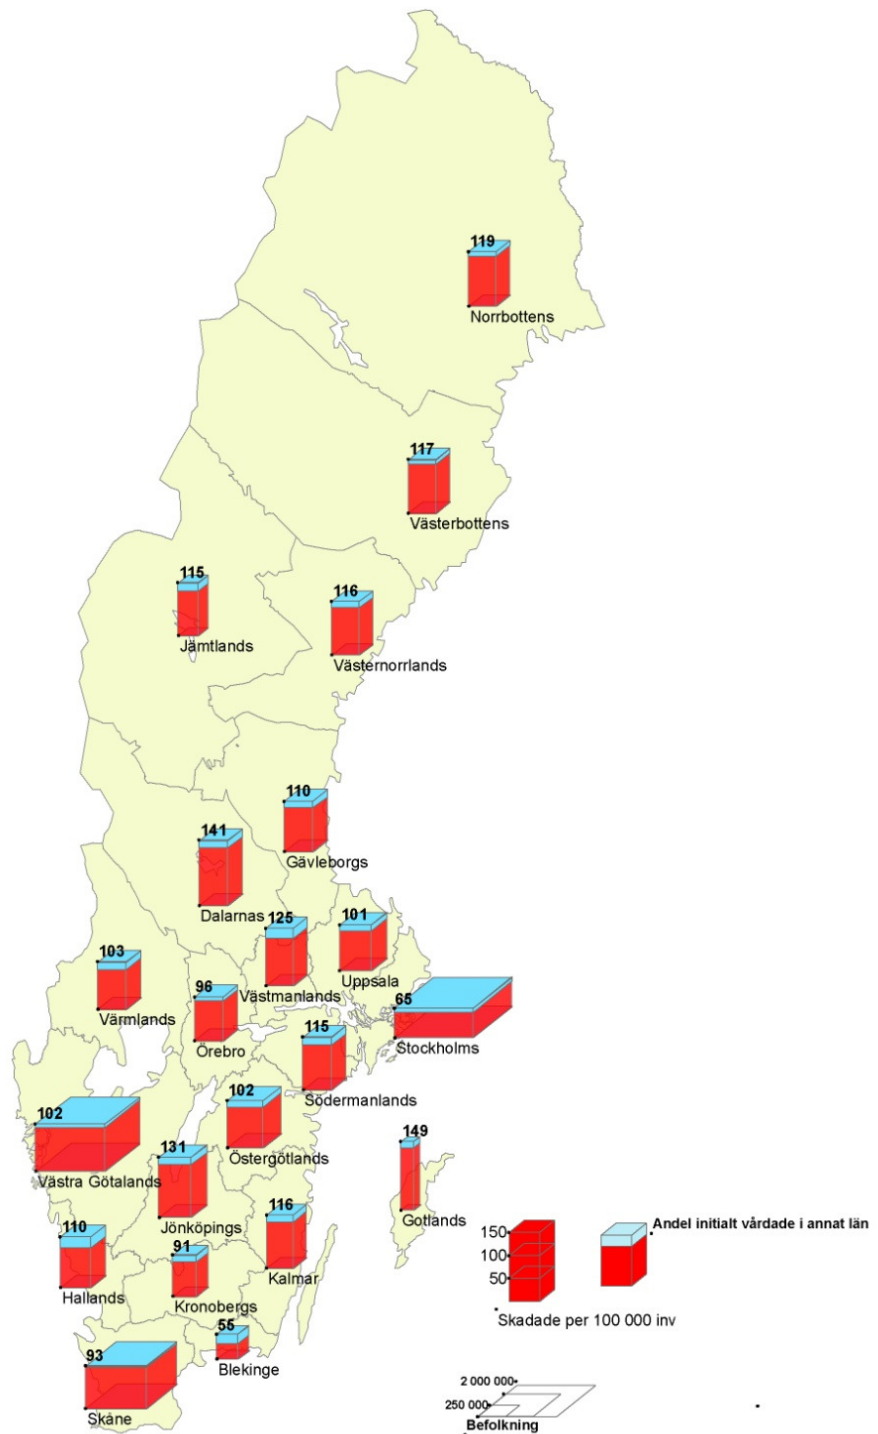 119
Norrbottens
117
Västerbottens
115
Jämtlands
116
Västernorrlands
110
Gävleborgs
141
Dalarnas
125
Västmanlands
101
Uppsala
103
Värmlands
96
Örebro
65
Stockholms
115
Södermanlands
102
Västra Götalands
102
Östergötlands
131
Jönköpings
149
Gotlands
110
Hallands
91
Kronobergs
116
Kalmar
55
Blekinge
93
Skåne
150
100
50
Andel initialt vårdade i annat län
Skadade per 100 000 inv
2 000 000
250 000
Befolkning